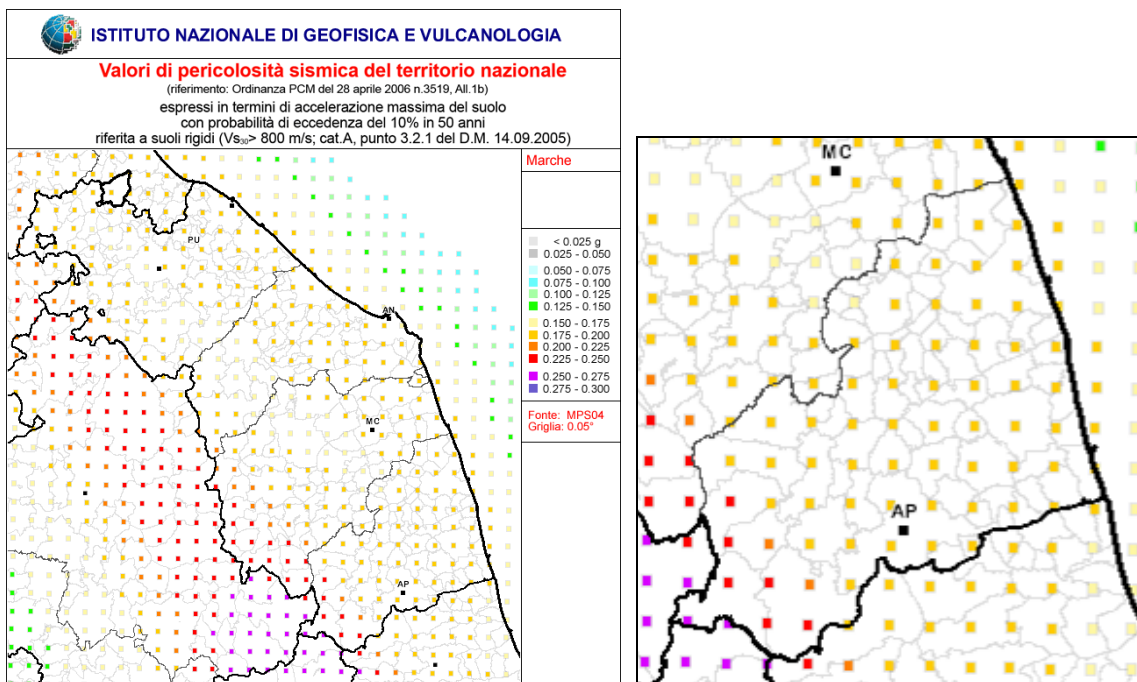 ISTITUTO NAZIONALE DI GEOFISICA E VULCANOLOGIA
Valori di pericolosità sismica del territorio nazionale
(riferimento: Ordinanza PCM del 28 aprile 2006 n.3519, All.1b)
espressi in termini di accelerazione massima del suolo
con probabilità di eccedenza del 10% in 50 anni
riferita a suoli rigidi (Vs₃₀> 800 m/s; cat.A, punto 3.2.1 del D.M. 14.09.2005)
Marche
< 0.025 g
0.025 - 0.050
0.050 - 0.075
0.075 - 0.100
0.100 - 0.125
0.125 - 0.150
0.150 - 0.175
0.175 - 0.200
0.200 - 0.225
0.225 - 0.250
0.250 - 0.275
0.275 - 0.300
Fonte: MPS04
Griglia: 0.05°
PU
AN
MC
AP
MC
AP